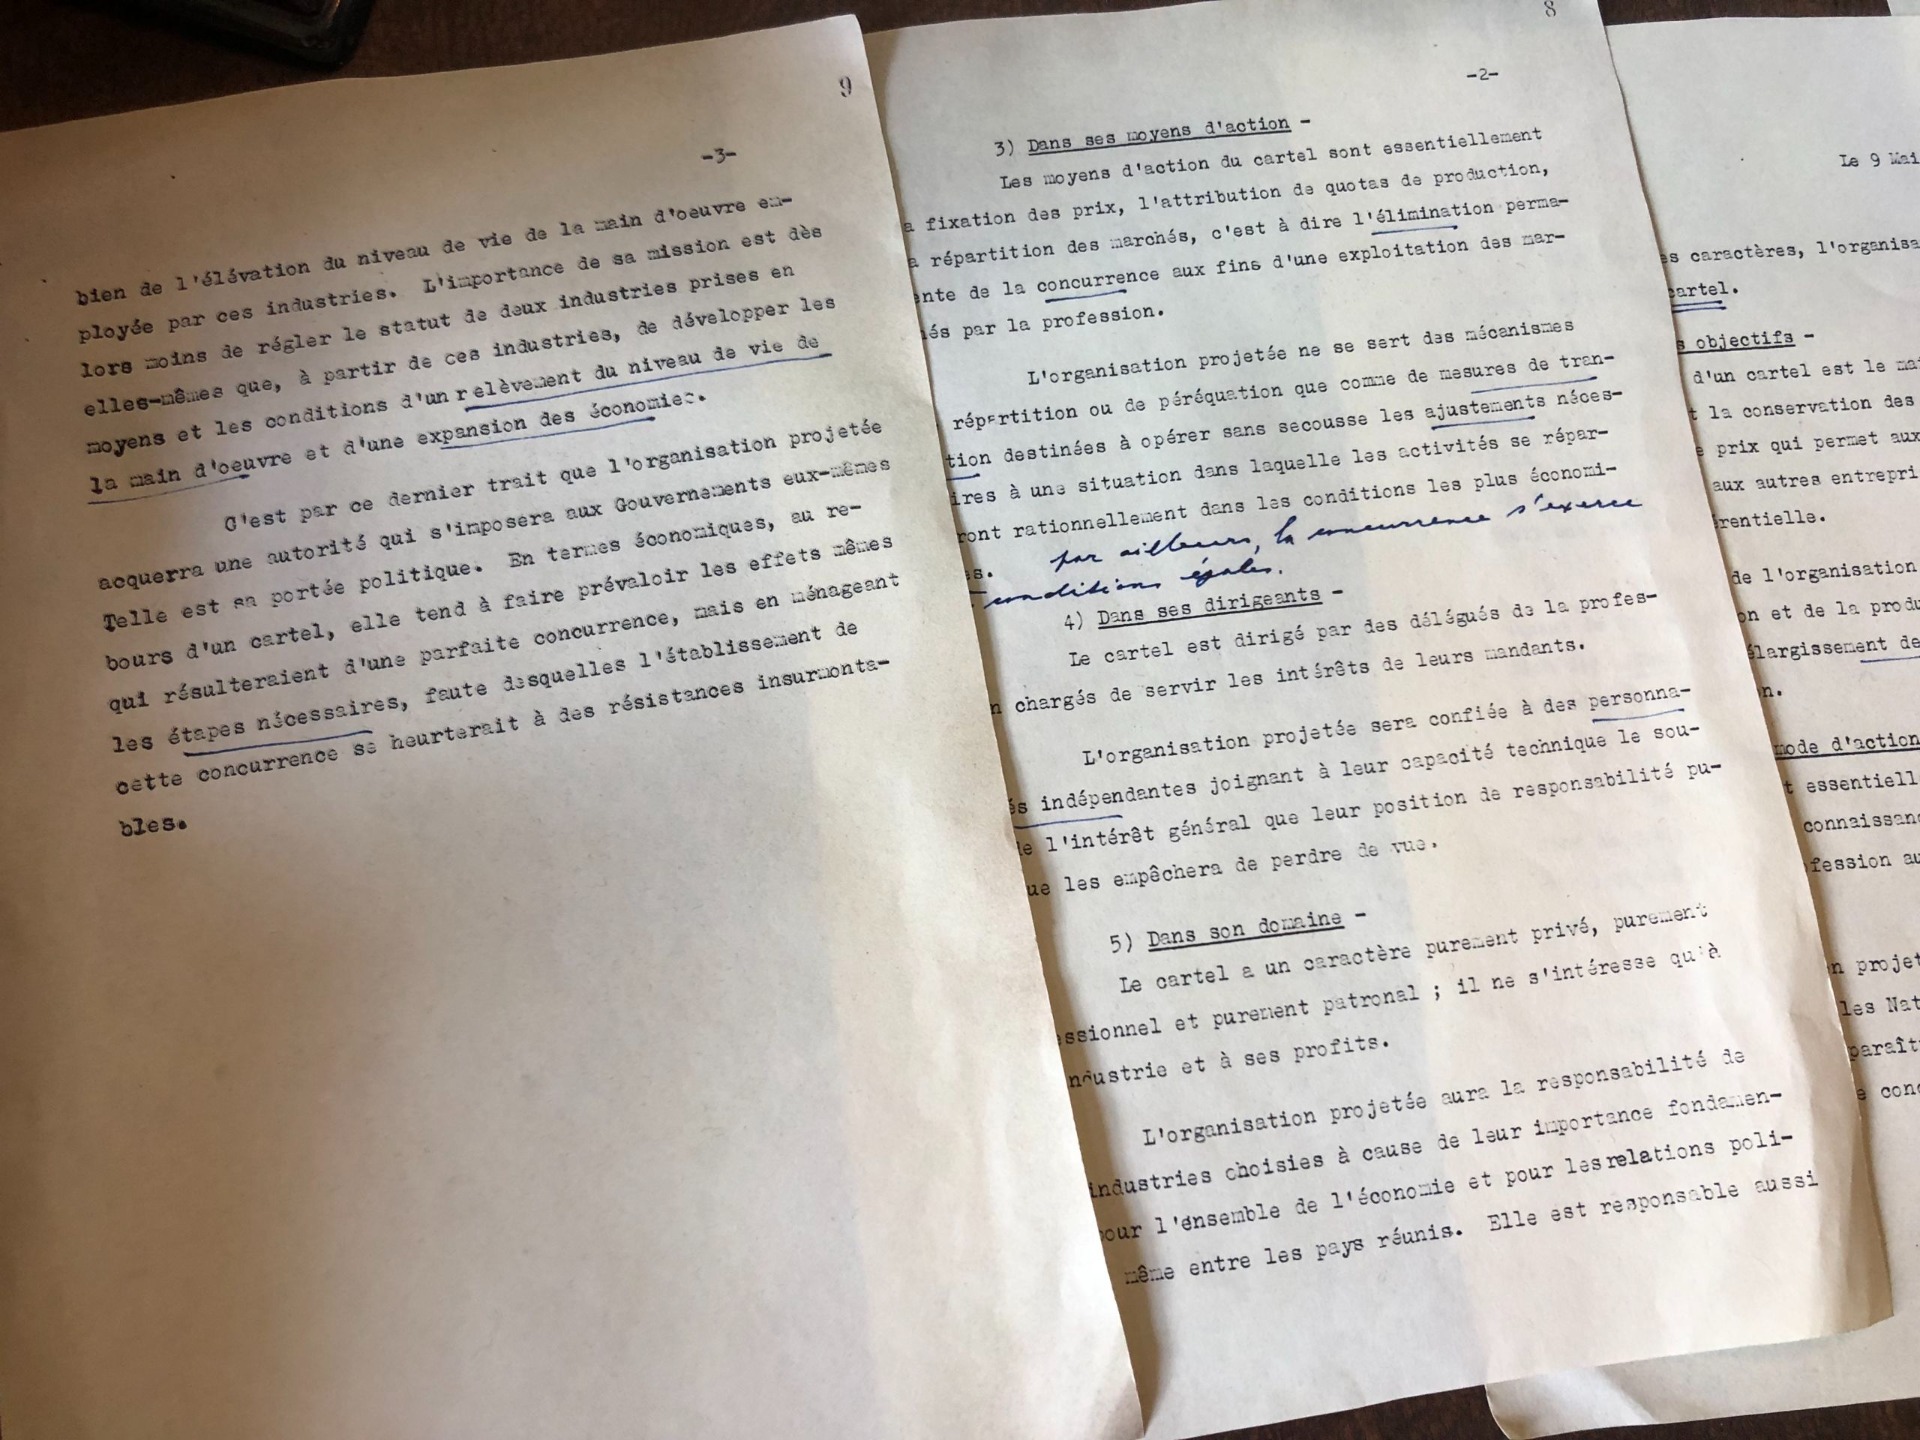 9
-3-
bien de l'élévation du niveau de vie de la main d'oeuvre em-
ployée par ces industries. L'importance de sa mission est dès
lors moins de régler le statut de deux industries prises en
elles-mêmes que, à partir de ces industries, de développer les
moyens et les conditions d'un relèvement du niveau de vie de
la main d'oeuvre et d'une expansion des économies.
C'est par ce dernier trait que l'organisation projetée
acquerra une autorité qui s'imposera aux Gouvernements eux-mêmes
Telle est sa portée politique. En termes économiques, au re-
bours d'un cartel, elle tend à faire prévaloir les effets mêmes
qui résulteraient d'une parfaite concurrence, mais en ménageant
les étapes nécessaires, faute desquelles l'établissement de
cette concurrence se heurterait à des résistances insurmonta-
bles.
8
-2-
3) Dans ses moyens d'action -
Les moyens d'action du cartel sont essentiellement
a fixation des prix, l'attribution de quotas de production,
a répartition des marchés, c'est à dire l'élimination perma-
ente de la concurrence aux fins d'une exploitation des mar-
és par la profession.
L'organisation projetée ne se sert des mécanismes
répartition ou de péréquation que comme de mesures de tran-
tion destinées à opérer sans secousse les ajustements néces-
ires à une situation dans laquelle les activités se répar-
ront rationnellement dans les conditions les plus économi-
es. par ailleurs, la concurrence s'exerce
conditions égales.
4) Dans ses dirigeants -
Le cartel est dirigé par des délégués de la profes-
n chargés de servir les intérêts de leurs mandants.
L'organisation projetée sera confiée à des personna-
és indépendantes joignant à leur capacité technique le sou-
e l'intérêt général que leur position de responsabilité pu-
ue les empêchera de perdre de vue.
5) Dans son domaine -
Le cartel a un caractère purement privé, purement
essionnel et purement patronal ; il ne s'intéresse qu'à
ndustrie et à ses profits.
L'organisation projetée aura la responsabilité de
industries choisies à cause de leur importance fondamen-
our l'ensemble de l'économie et pour les relations poli-
même entre les pays réunis. Elle est responsable aussi
Le 9 Mai
es caractères, l'organisa
cartel.
s objectifs -
d'un cartel est le ma
t la conservation des
e prix qui permet aux
aux autres entrepri
érentielle.
de l'organisation
on et de la produ
élargissement de
n.
mode d'action
t essentiell
connaissanc
fession au
n projet
les Nat
paraît
e conc